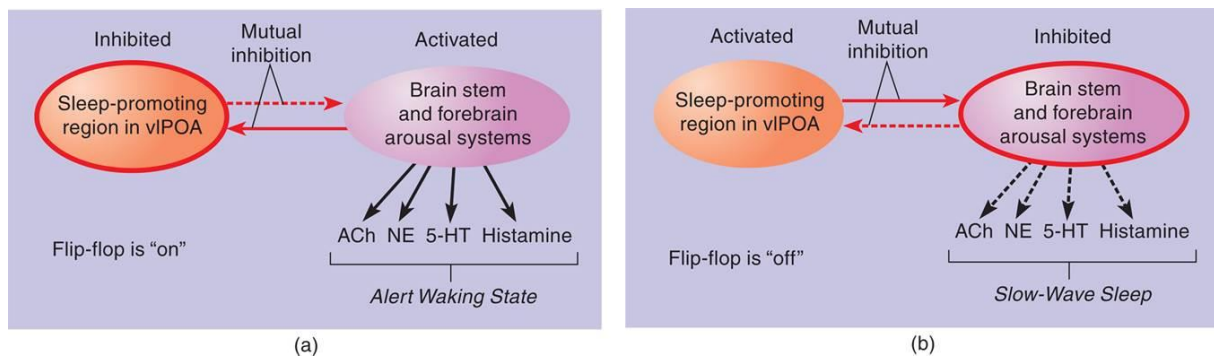 Inhibited
Mutual
inhibition
Activated
Sleep-promoting
region in vlPOA
Brain stem
and forebrain
arousal systems
ACh NE 5-HT Histamine
Flip-flop is “on”
Alert Waking State
(a)
Activated
Mutual
inhibition
Inhibited
Sleep-promoting
region in vlPOA
Brain stem
and forebrain
arousal systems
ACh NE 5-HT Histamine
Flip-flop is “off”
Slow-Wave Sleep
(b)